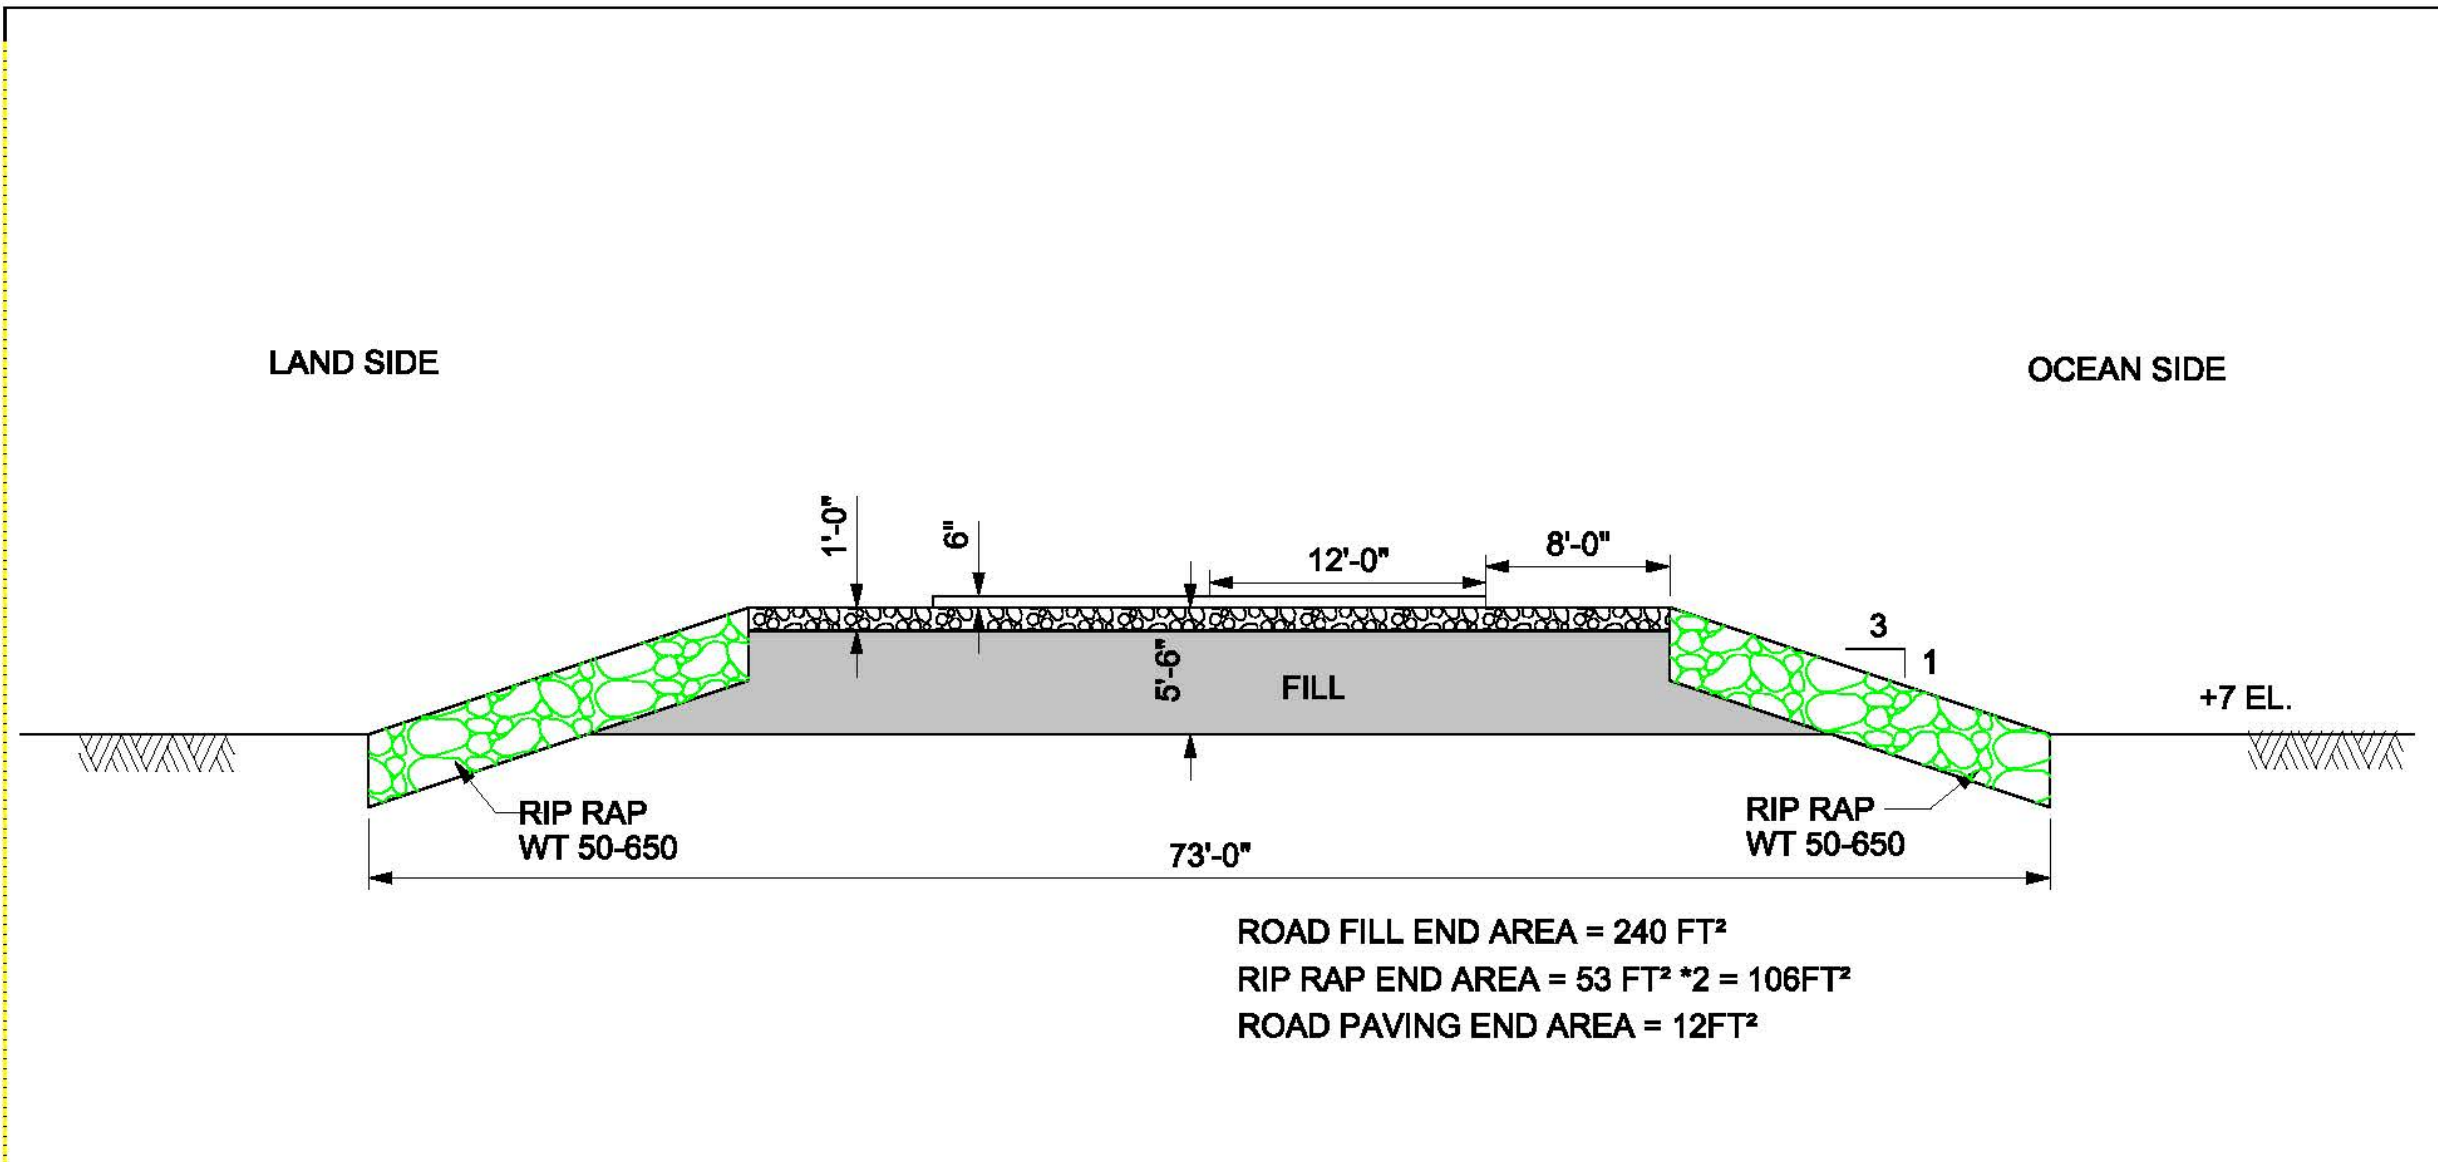 LAND SIDE
OCEAN SIDE
1'-0"
6"
12'-0"
8'-0"
5'-6"
FILL
3
1
+7 EL.
RIP RAP
WT 50-650
RIP RAP
WT 50-650
73'-0"
ROAD FILL END AREA = 240 FT²
RIP RAP END AREA = 53 FT² *2 = 106FT²
ROAD PAVING END AREA = 12FT²